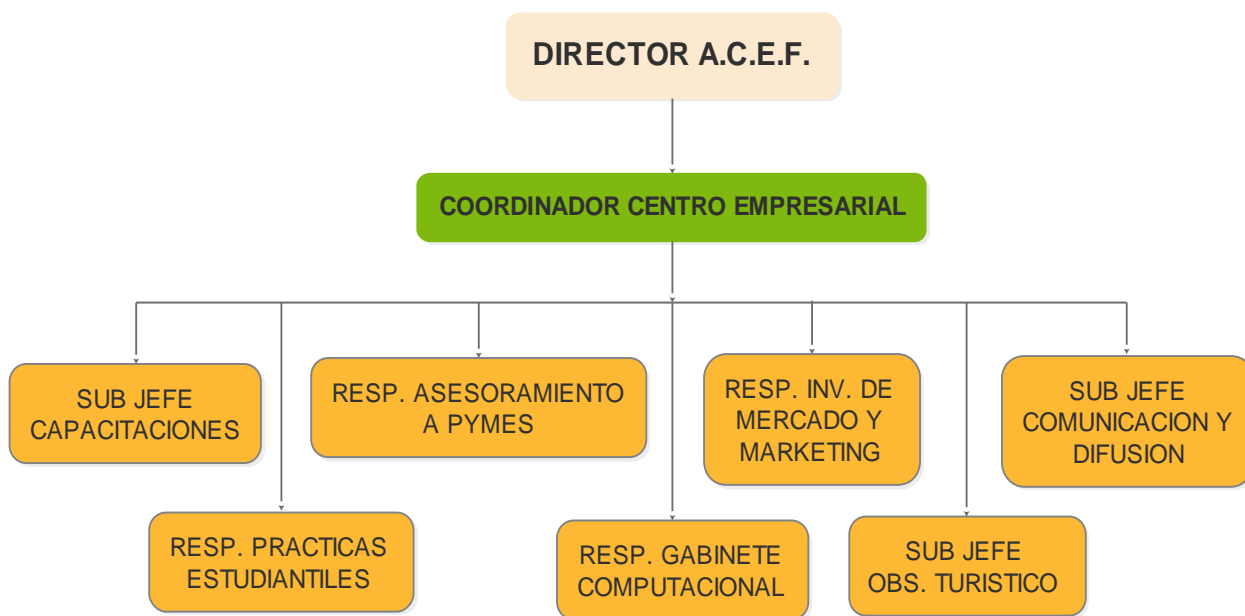 DIRECTOR A.C.E.F.
COORDINADOR CENTRO EMPRESARIAL
SUB JEFE
CAPACITACIONES
RESP. ASESORAMIENTO
A PYMES
RESP. INV. DE
MERCADO Y
MARKETING
SUB JEFE
COMUNICACION Y
DIFUSION
RESP. PRACTICAS
ESTUDIANTILES
RESP. GABINETE
COMPUTACIONAL
SUB JEFE
OBS. TURISTICO